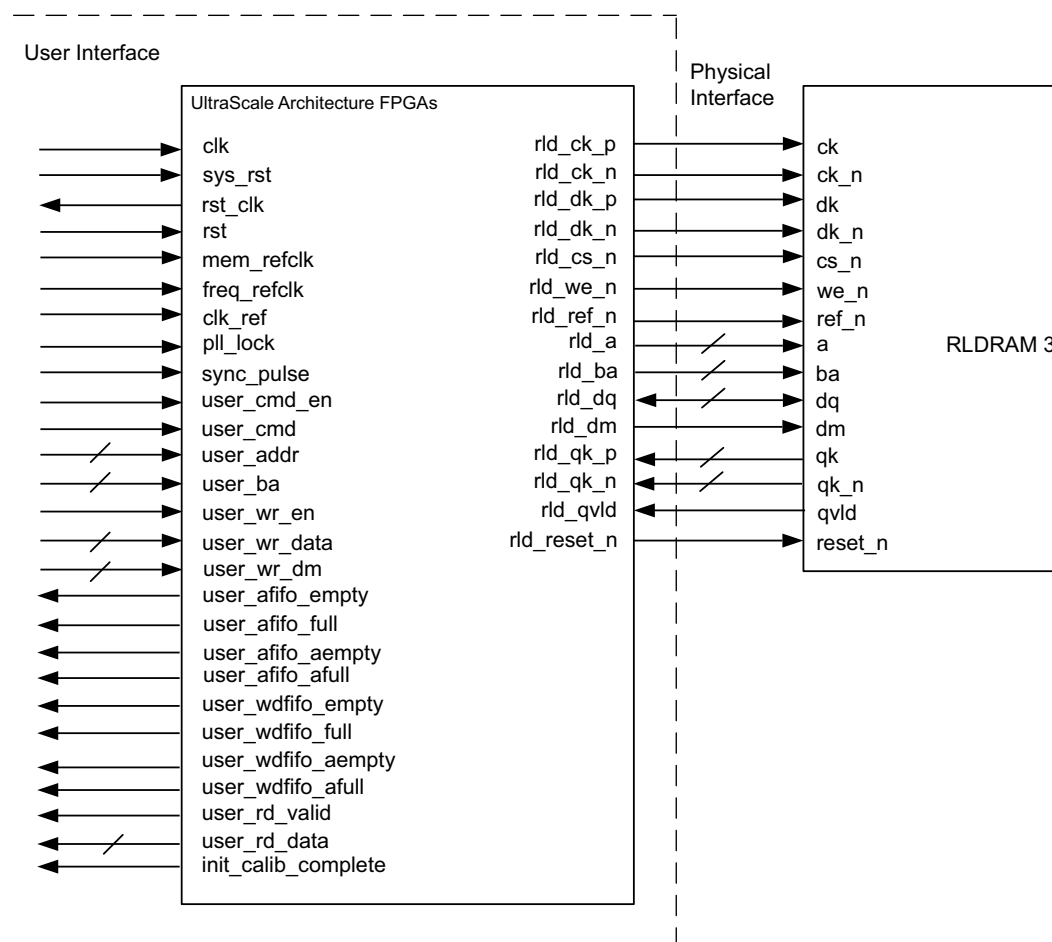 User Interface
Physical
Interface
UltraScale Architecture FPGAs
clk
sys_rst
rst_clk
rst
mem_refclk
freq_refclk
clk_ref
pll_lock
sync_pulse
user_cmd_en
user_cmd
user_addr
user_ba
user_wr_en
user_wr_data
user_wr_dm
user_afifo_empty
user_afifo_full
user_afifo_aempty
user_afifo_afull
user_wdfifo_empty
user_wdfifo_full
user_wdfifo_aempty
user_wdfifo_afull
user_rd_valid
user_rd_data
init_calib_complete
rld_ck_p
rld_ck_n
rld_dk_p
rld_dk_n
rld_cs_n
rld_we_n
rld_ref_n
rld_a
rld_ba
rld_dq
rld_dm
rld_qk_p
rld_qk_n
rld_qvld
rld_reset_n
ck
ck_n
dk
dk_n
cs_n
we_n
ref_n
a
ba
dq
dm
qk
qk_n
qvld
reset_n
RLDRAM 3